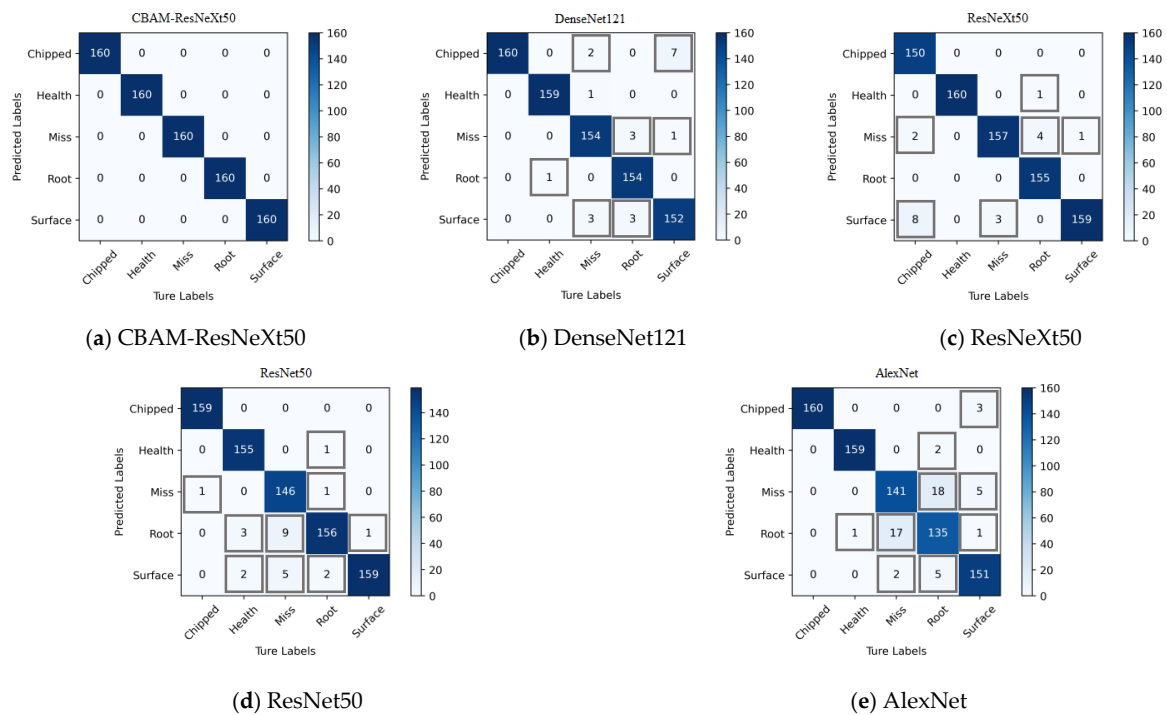 CBAM-ResNeXt50
Predicted Labels
Chipped 160 0 0 0 0
Health 0 160 0 0 0
Miss 0 0 160 0 0
Root 0 0 0 160 0
Surface 0 0 0 0 160
Chipped Health Miss Root Surface
Ture Labels
160
140
120
100
80
60
40
20
0
(a) CBAM-ResNeXt50
DenseNet121
Predicted Labels
Chipped 160 0 2 0 7
Health 0 159 1 0 0
Miss 0 0 154 3 1
Root 0 1 0 154 0
Surface 0 0 3 3 152
Chipped Health Miss Root Surface
Ture Labels
160
140
120
100
80
60
40
20
0
(b) DenseNet121
ResNeXt50
Predicted Labels
Chipped 150 0 0 0 0
Health 0 160 0 1 0
Miss 2 0 157 4 1
Root 0 0 0 155 0
Surface 8 0 3 0 159
Chipped Health Miss Root Surface
Ture Labels
160
140
120
100
80
60
40
20
0
(c) ResNeXt50
ResNet50
Predicted Labels
Chipped 159 0 0 0 0
Health 0 155 0 1 0
Miss 1 0 146 1 0
Root 0 3 9 156 1
Surface 0 2 5 2 159
Chipped Health Miss Root Surface
Ture Labels
140
120
100
80
60
40
20
0
(d) ResNet50
AlexNet
Predicted Labels
Chipped 160 0 0 0 3
Health 0 159 0 2 0
Miss 0 0 141 18 5
Root 0 1 17 135 1
Surface 0 0 2 5 151
Chipped Health Miss Root Surface
Ture Labels
160
140
120
100
80
60
40
20
0
(e) AlexNet